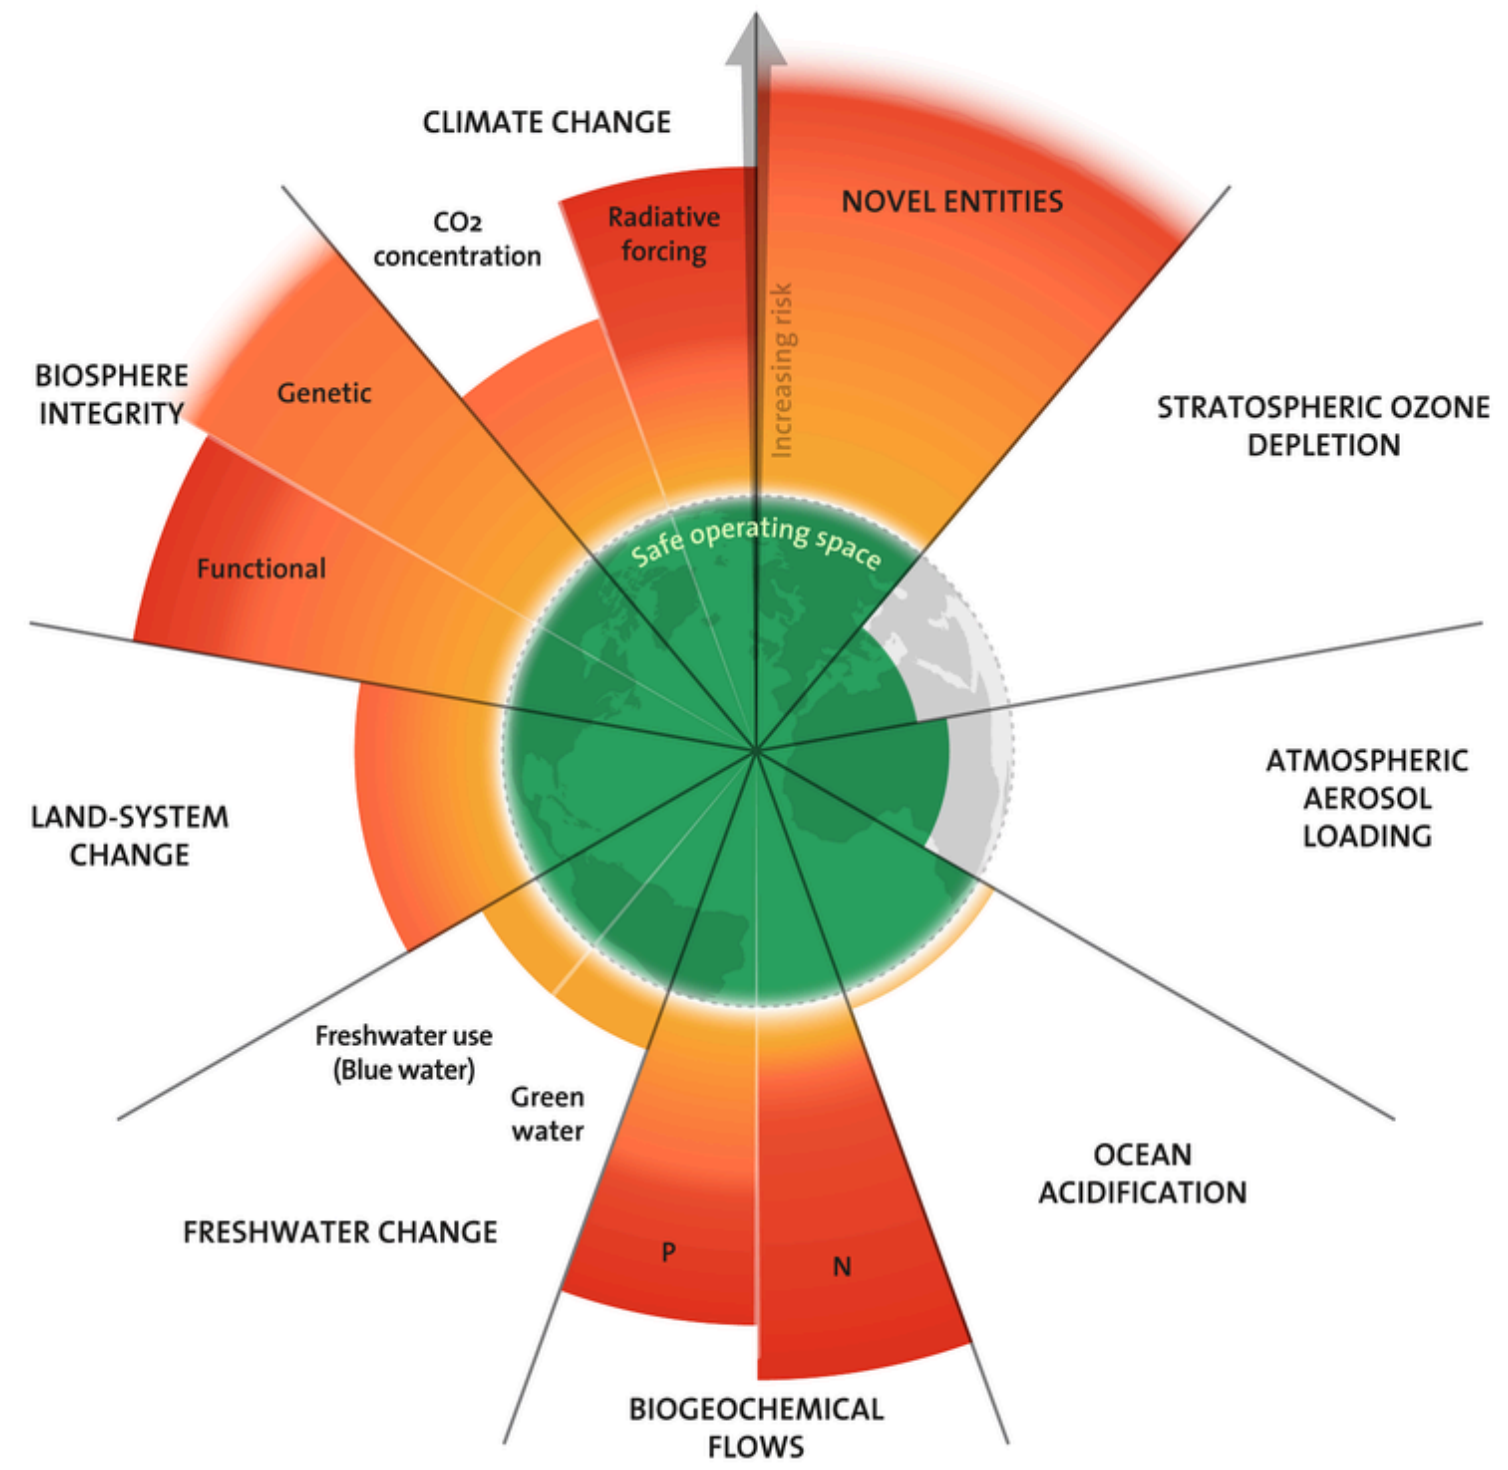 CLIMATE CHANGE
CO2
concentration
Radiative
forcing
NOVEL ENTITIES
Increasing risk
STRATOSPHERIC OZONE
DEPLETION
BIOSPHERE
INTEGRITY
Genetic
Functional
Safe operating space
ATMOSPHERIC
AEROSOL
LOADING
LAND-SYSTEM
CHANGE
Freshwater use
(Blue water)
Green
water
FRESHWATER CHANGE
OCEAN
ACIDIFICATION
P
N
BIOGEOCHEMICAL
FLOWS